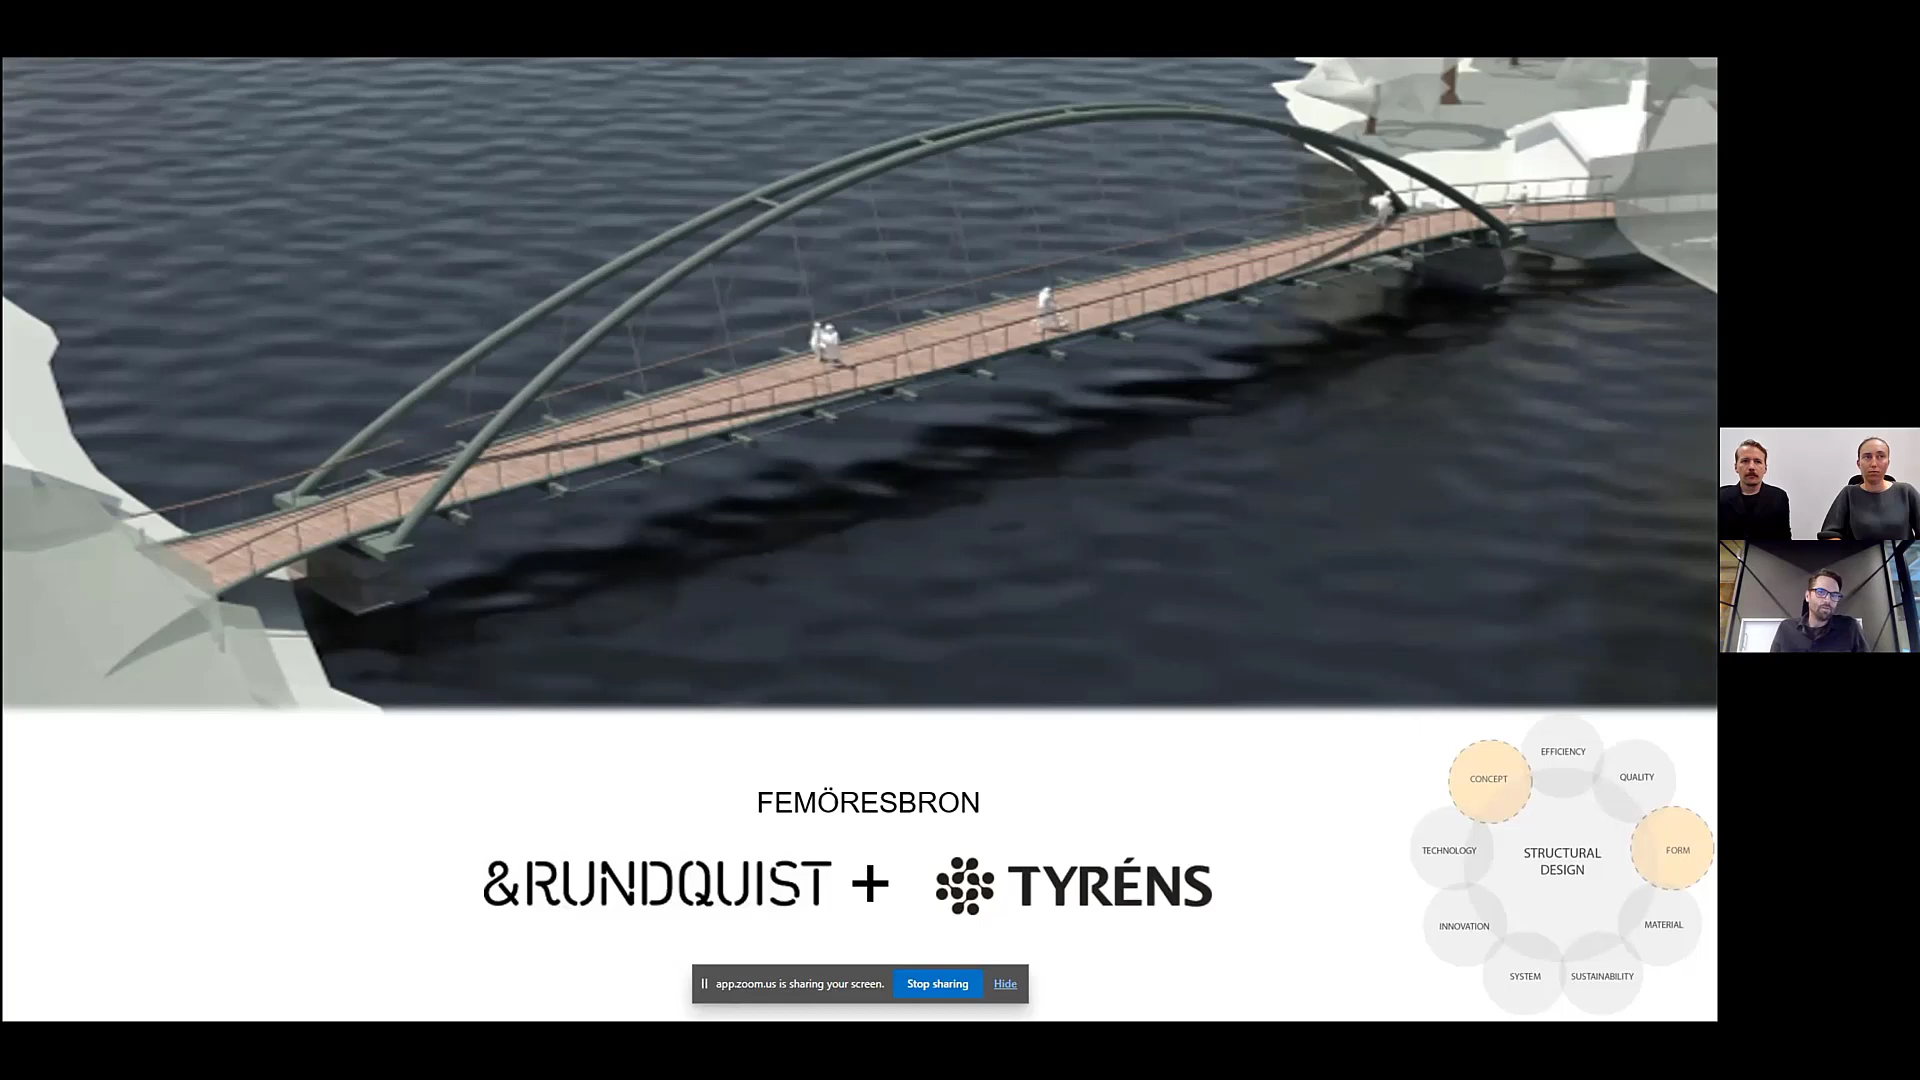 FEMÖRESBRON
&RUNDQUIST + TYRÉNS
app.zoom.us is sharing your screen. Stop sharing Hide
EFFICIENCY
CONCEPT
QUALITY
TECHNOLOGY
STRUCTURAL
DESIGN
FORM
INNOVATION
MATERIAL
SYSTEM
SUSTAINABILITY